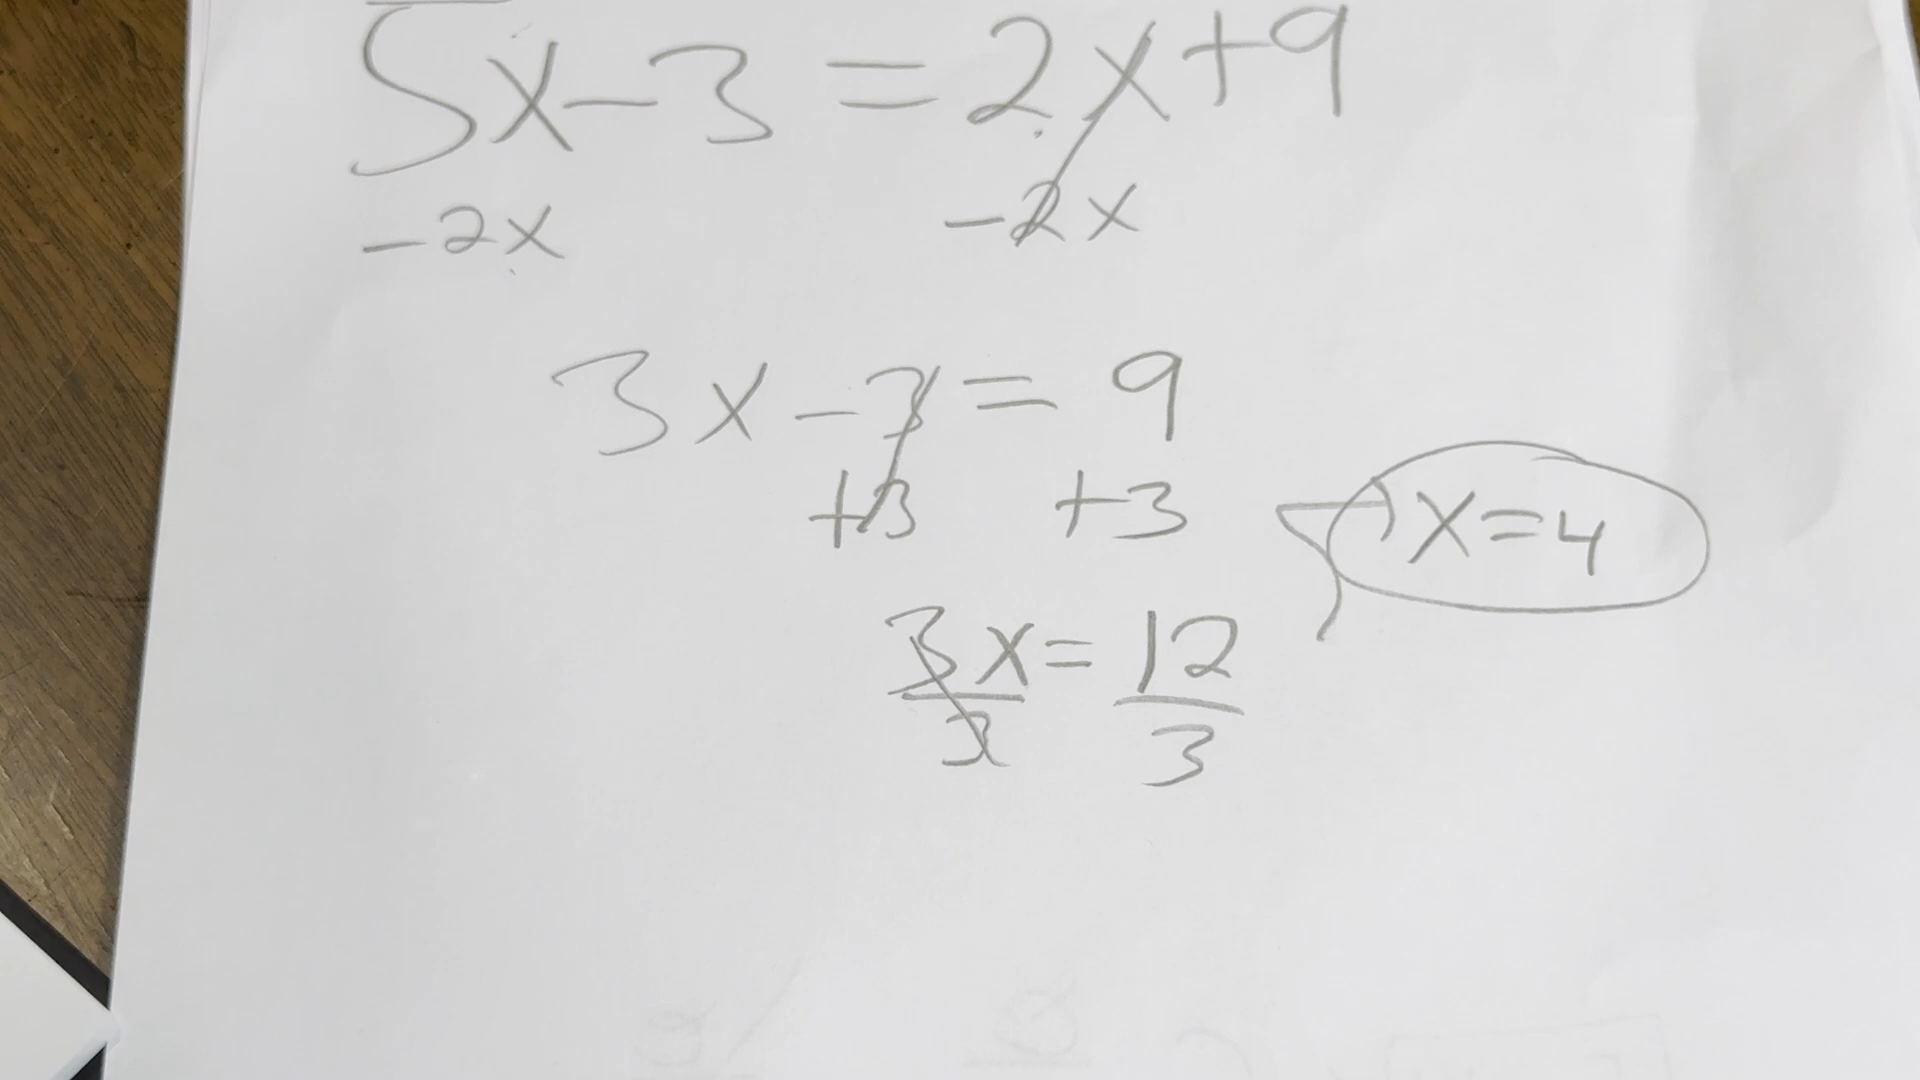 5x-3=2x+9
-2x -2x
3x-3=9
+3 +3
x=4
3x=12
3 3